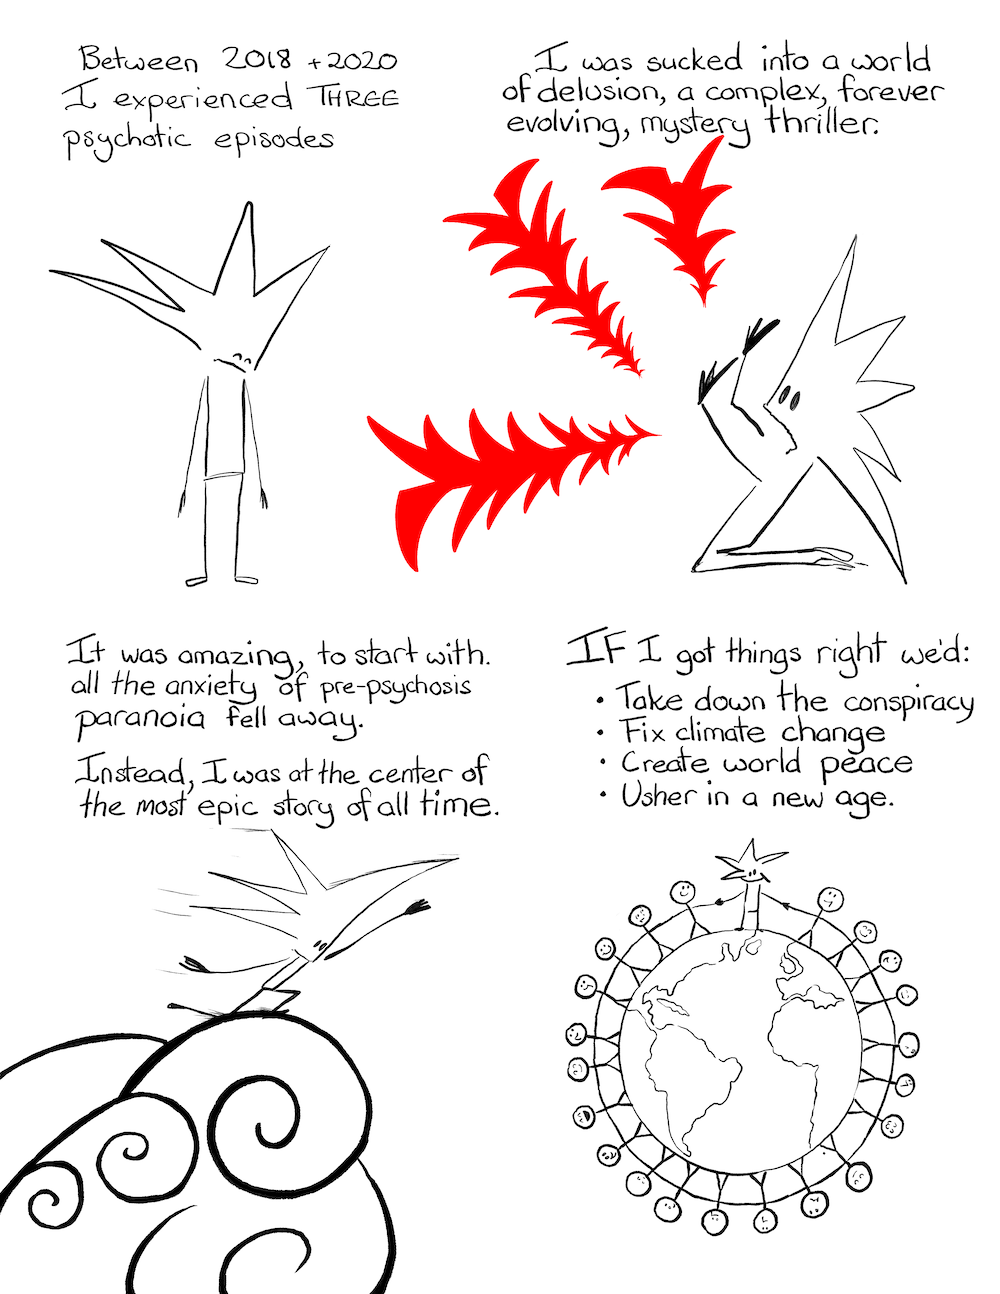 Between 2018 + 2020
I experienced THREE
psychotic episodes
I was sucked into a world
of delusion, a complex, forever
evolving, mystery thriller.
It was amazing, to start with.
all the anxiety of pre-psychosis
paranoia fell away.
Instead, I was at the center of
the most epic story of all time.
IF I got things right we'd:
• Take down the conspiracy
• Fix climate change
• Create world peace
• Usher in a new age.